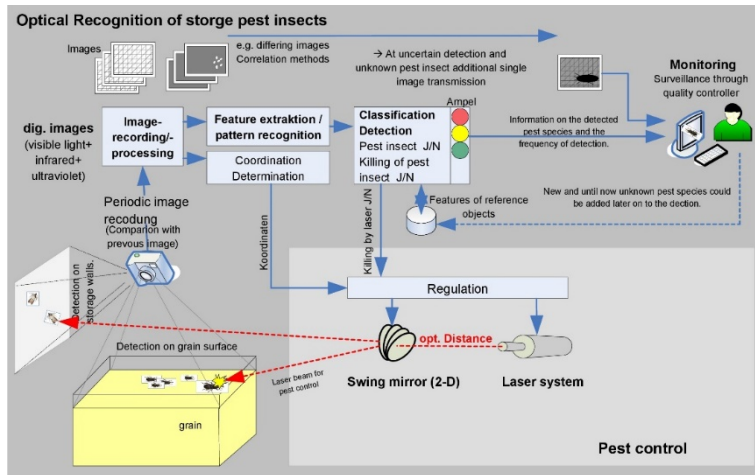 Optical Recognition of storge pest insects
Images
e.g. differing images
Correlation methods
→ At uncertain detection and
unknown pest insect additional single
image transmission
Monitoring
Surveillance through
quality controller
dig. images
(visible light+
infrared+
ultraviolet)
Image-
recording/-
processing
Feature extraktion /
pattern recognition
Coordination
Determination
Classification
Detection
Pest insect J/N
Killing of pest
insect J/N
Ampel
Information on the detected
pest species and the
frequency of detection.
Features of reference
objects
New and until now unknown pest species could
be added later on to the dection.
Periodic image
recodung
(Comparion with
prevous image)
Koordinaten
Killing by laser J/N
Regulation
Detection on
storage walls.
Detection on grain surface
opt. Distance
Swing mirror (2-D)
Laser system
Laser beam for
pest control
grain
Pest control